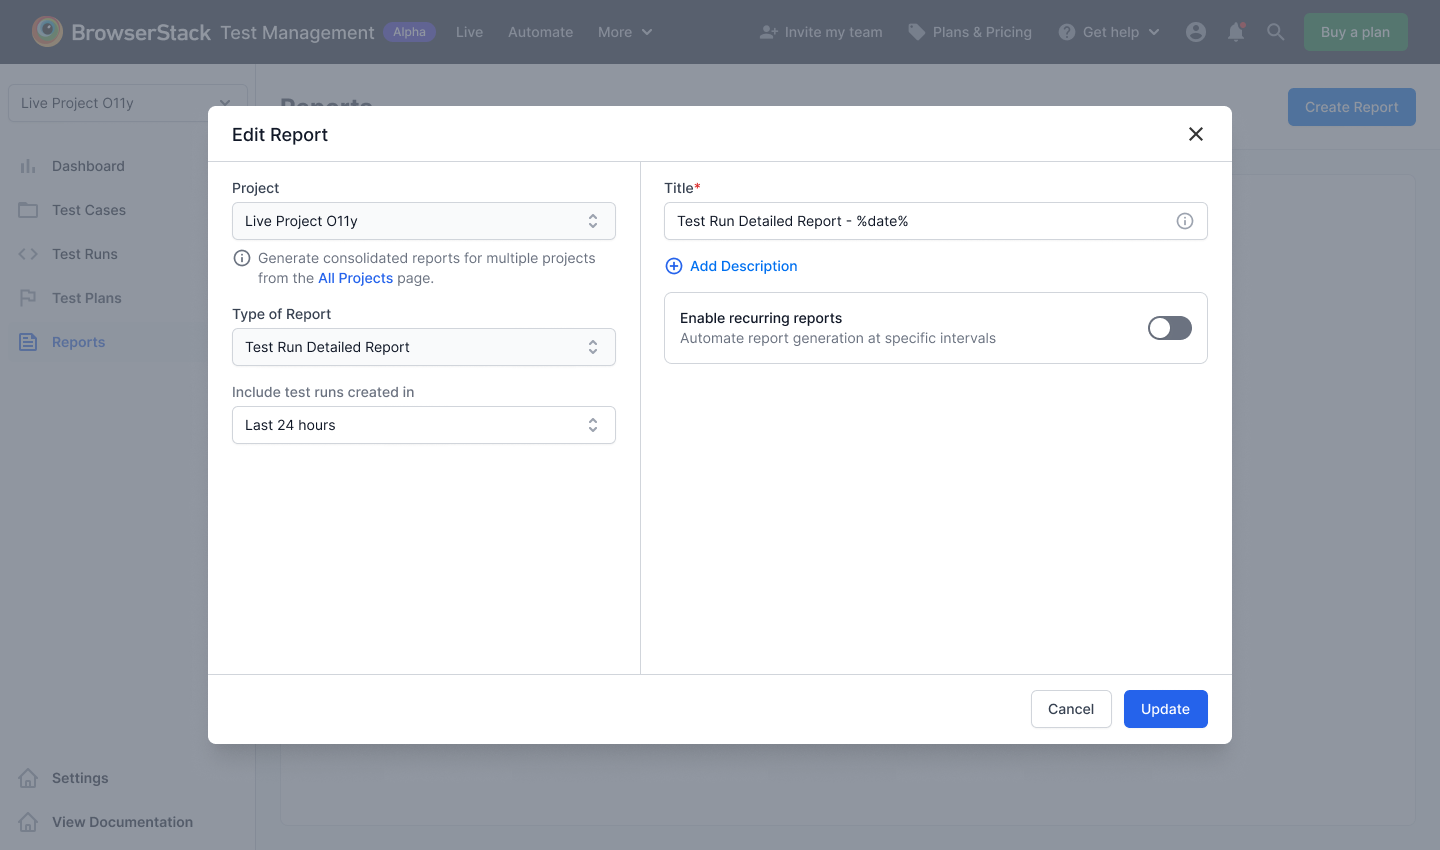 BrowserStack Test Management Alpha Live Automate More Invite my team Plans & Pricing Get help Buy a plan
Live Project O11y
Reports
Create Report
Dashboard
Test Cases
Test Runs
Test Plans
Reports
Settings
View Documentation
Edit Report
Project
Live Project O11y
Generate consolidated reports for multiple projects
from the All Projects page.
Type of Report
Test Run Detailed Report
Include test runs created in
Last 24 hours
Title*
Test Run Detailed Report - %date%
Add Description
Enable recurring reports
Automate report generation at specific intervals
Cancel
Update